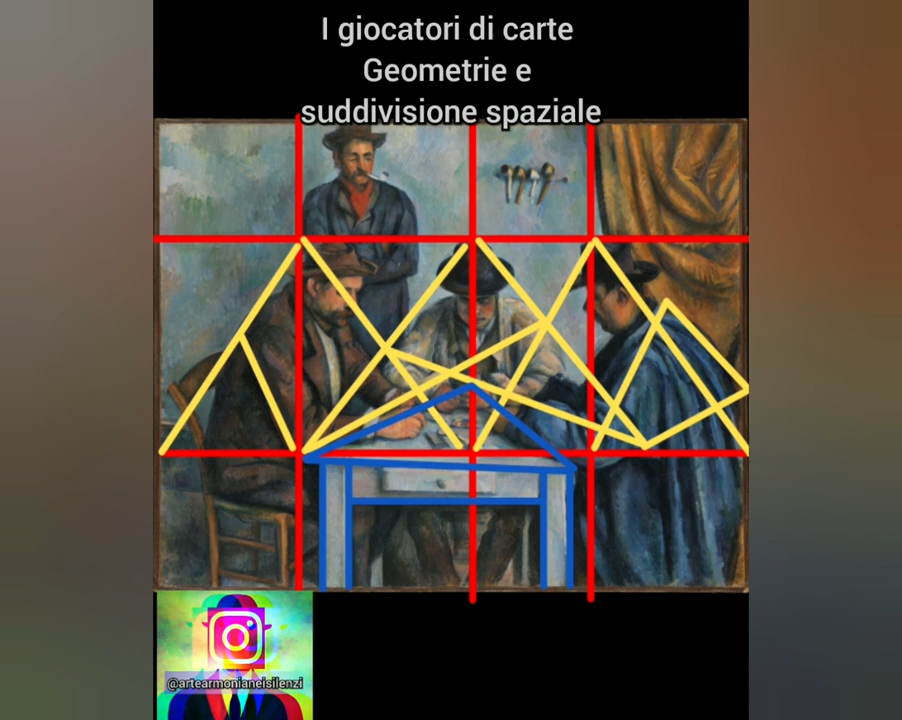 I giocatori di carte
Geometrie e
suddivisione spaziale
@artearmonianeisilenzi